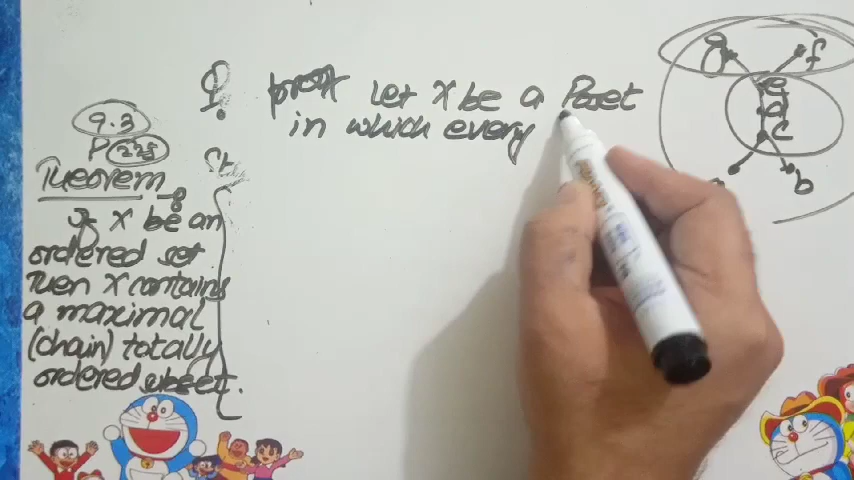 9.3
P 228
Theorem
If X be an
ordered set
Then X contains
a maximal
(chain) totally
ordered subset.
proof Let X be a Poset
in which every
g f
e
d
c
b